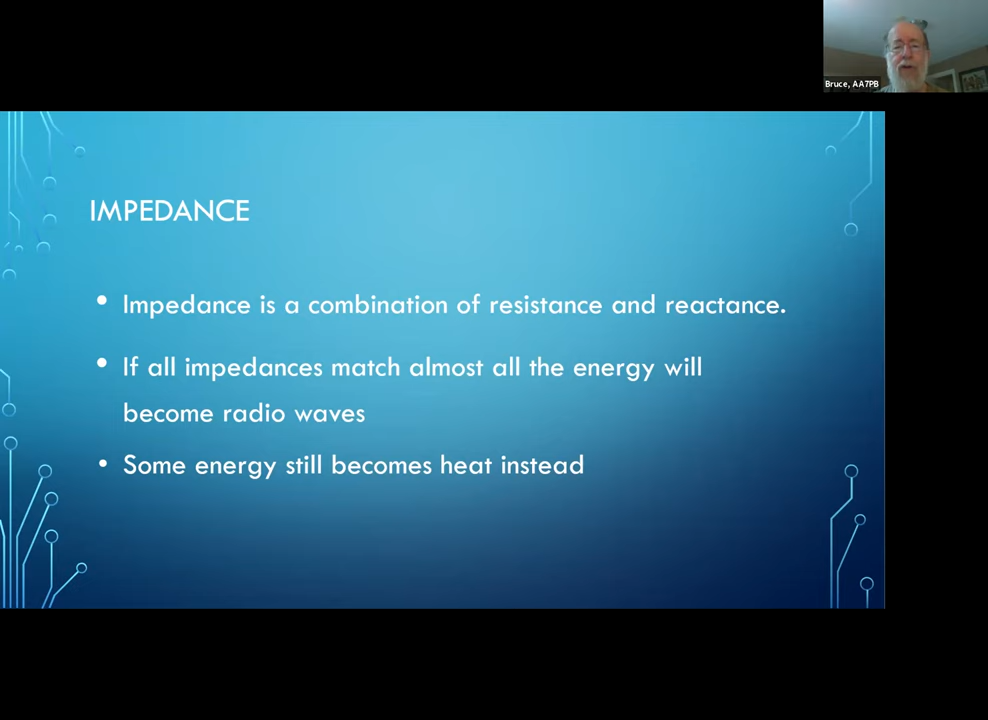 Bruce, AA7PB
IMPEDANCE
• Impedance is a combination of resistance and reactance.
• If all impedances match almost all the energy will
become radio waves
• Some energy still becomes heat instead